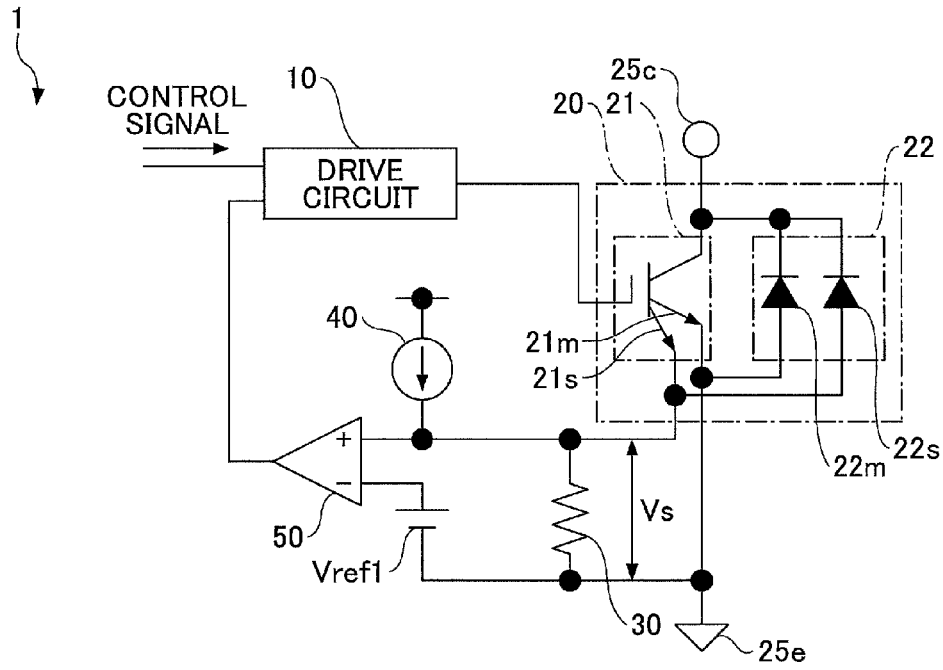 1
CONTROL
SIGNAL
10
DRIVE
CIRCUIT
25c
20
21
22
40
21m
21s
22m
22s
+
−
50
Vref1
Vs
30
25e